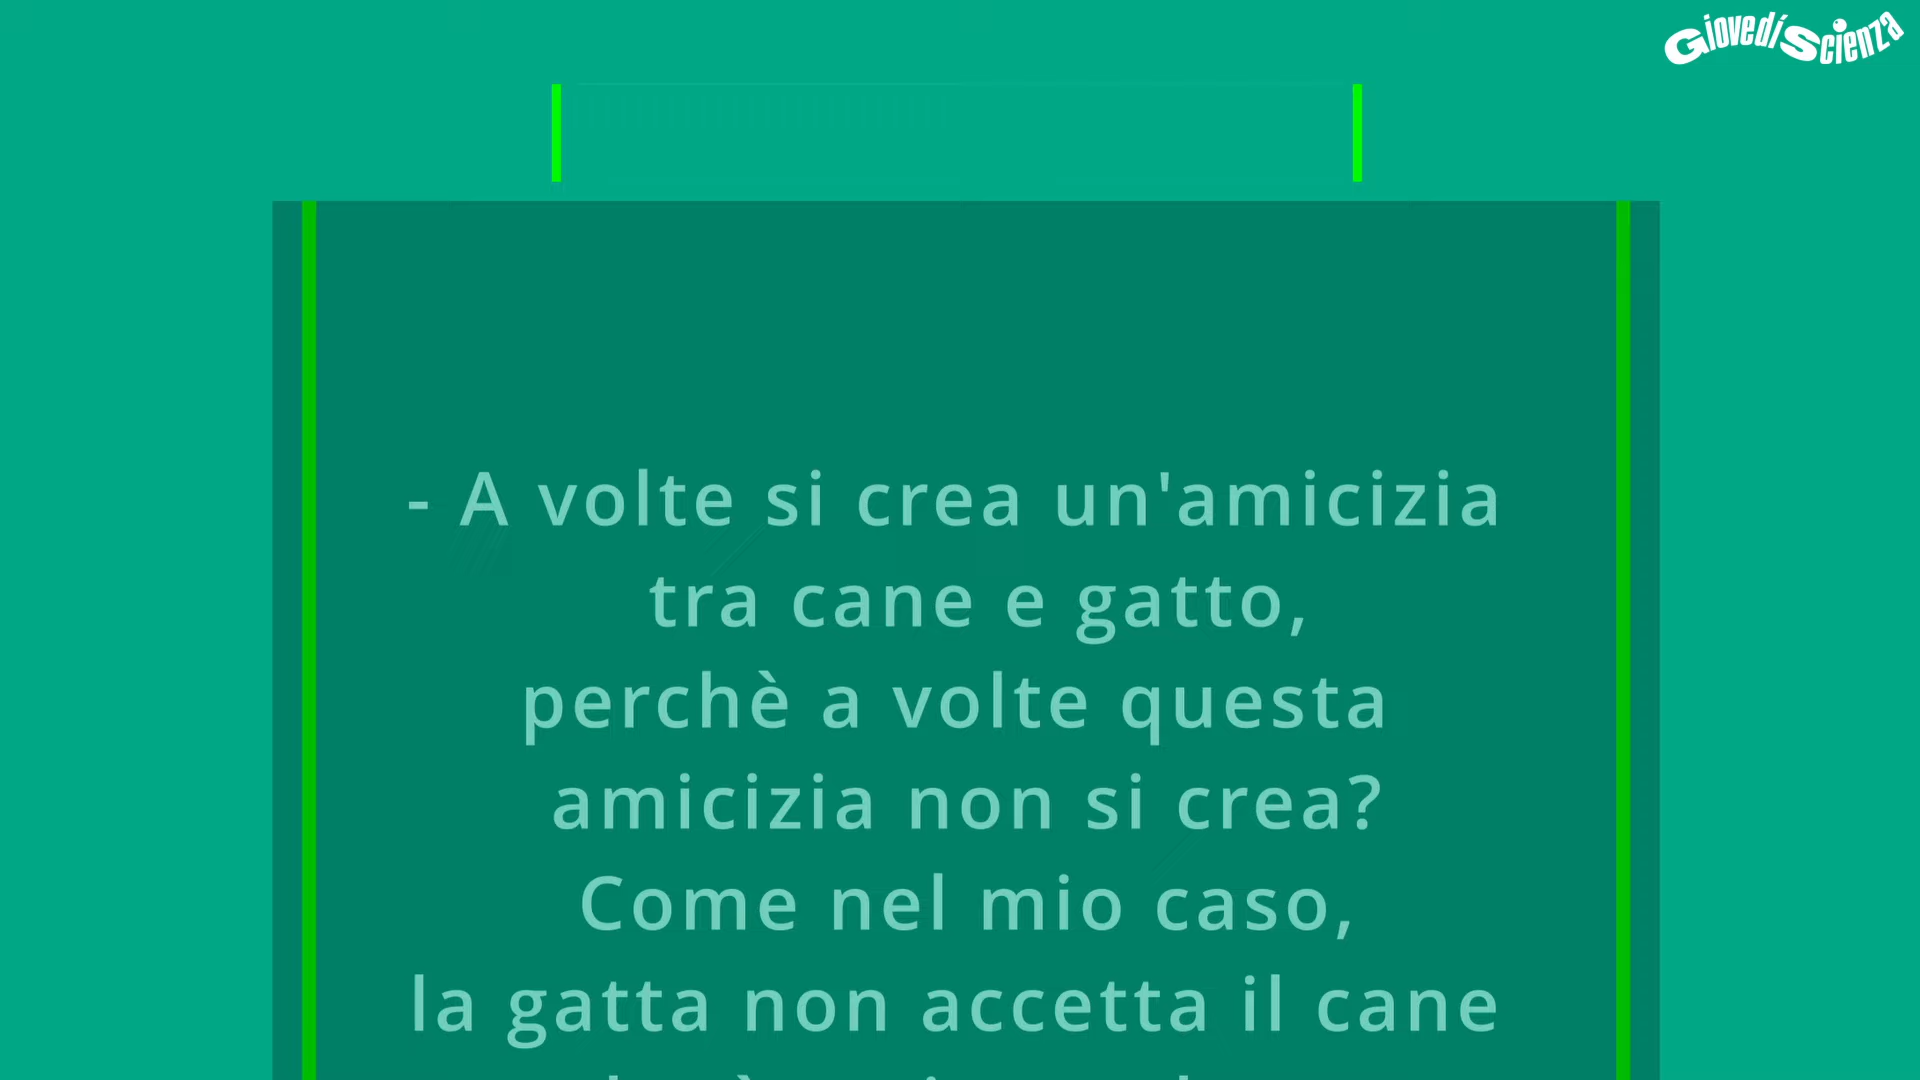 GiovedíScienza
- A volte si crea un'amicizia
tra cane e gatto,
perchè a volte questa
amicizia non si crea?
Come nel mio caso,
la gatta non accetta il cane